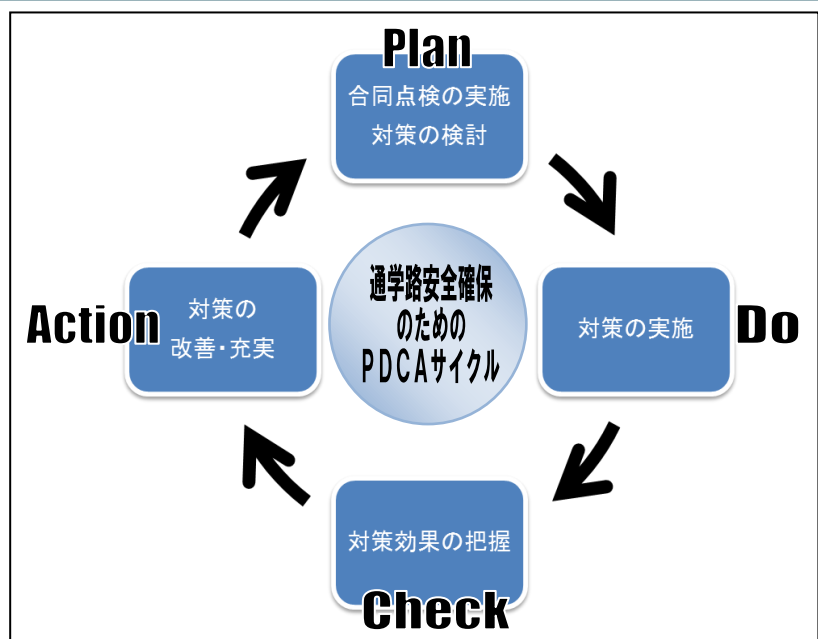 Plan
合同点検の実施
対策の検討
通学路安全確保
のための
PDCAサイクル
Action
対策の
改善・充実
対策の実施
Do
対策効果の把握
Check